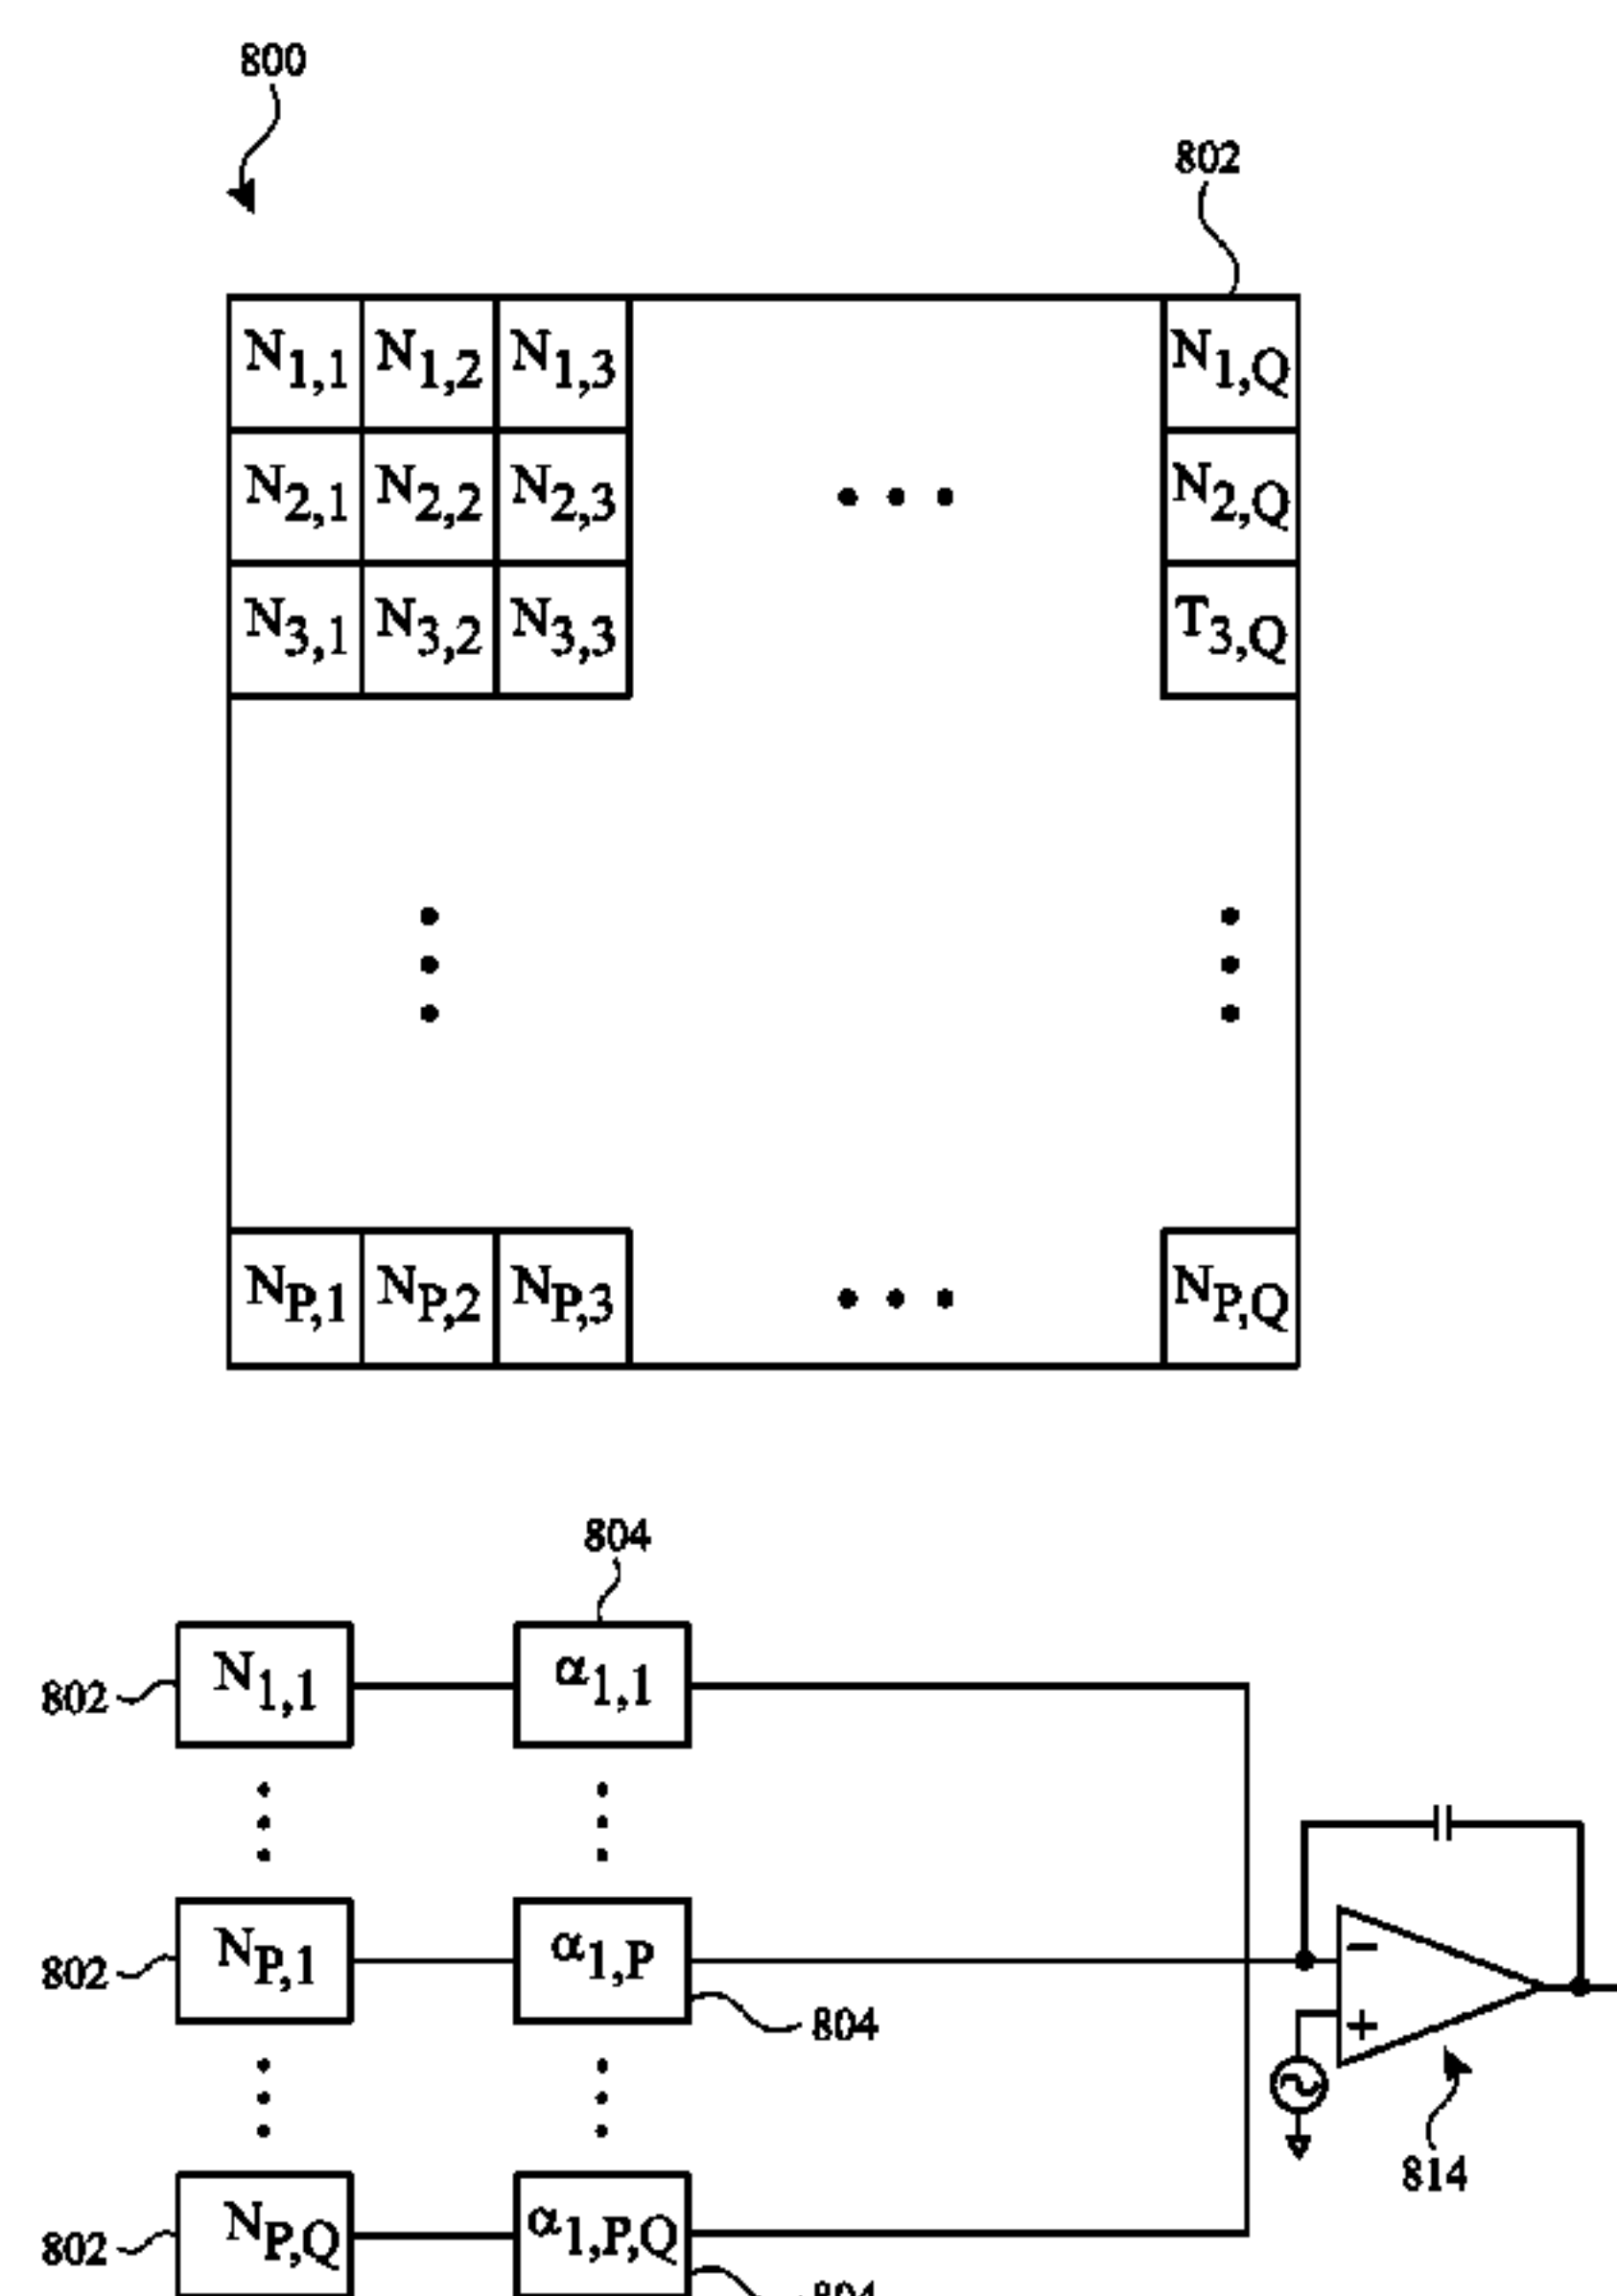 800
802
N1,1 N1,2 N1,3 N1,Q
N2,1 N2,2 N2,3 • • • N2,Q
N3,1 N3,2 N3,3 T3,Q
NP,1 NP,2 NP,3 • • • NP,Q
804
802 N1,1 α1,1
802 NP,1 α1,P
−
+
804
814
802 NP,Q α1,P,Q
804